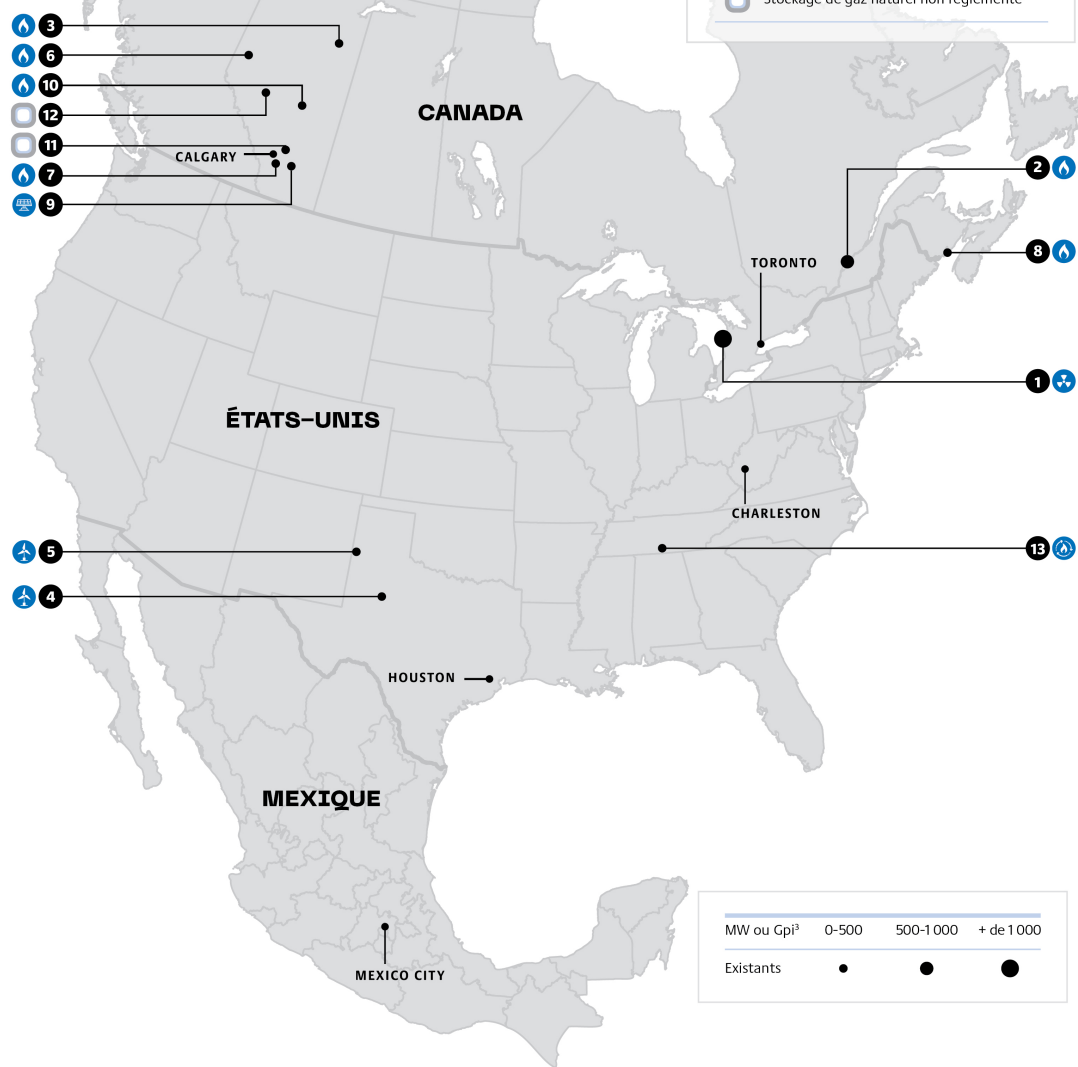 Stockage de gaz naturel non réglementé
3
6
10
12
11
7
9
CALGARY
CANADA
2
8
TORONTO
1
ÉTATS-UNIS
CHARLESTON
5
13
4
HOUSTON
MEXIQUE
MW ou Gpi³ 0-500 500-1 000 + de 1 000
Existants
MEXICO CITY